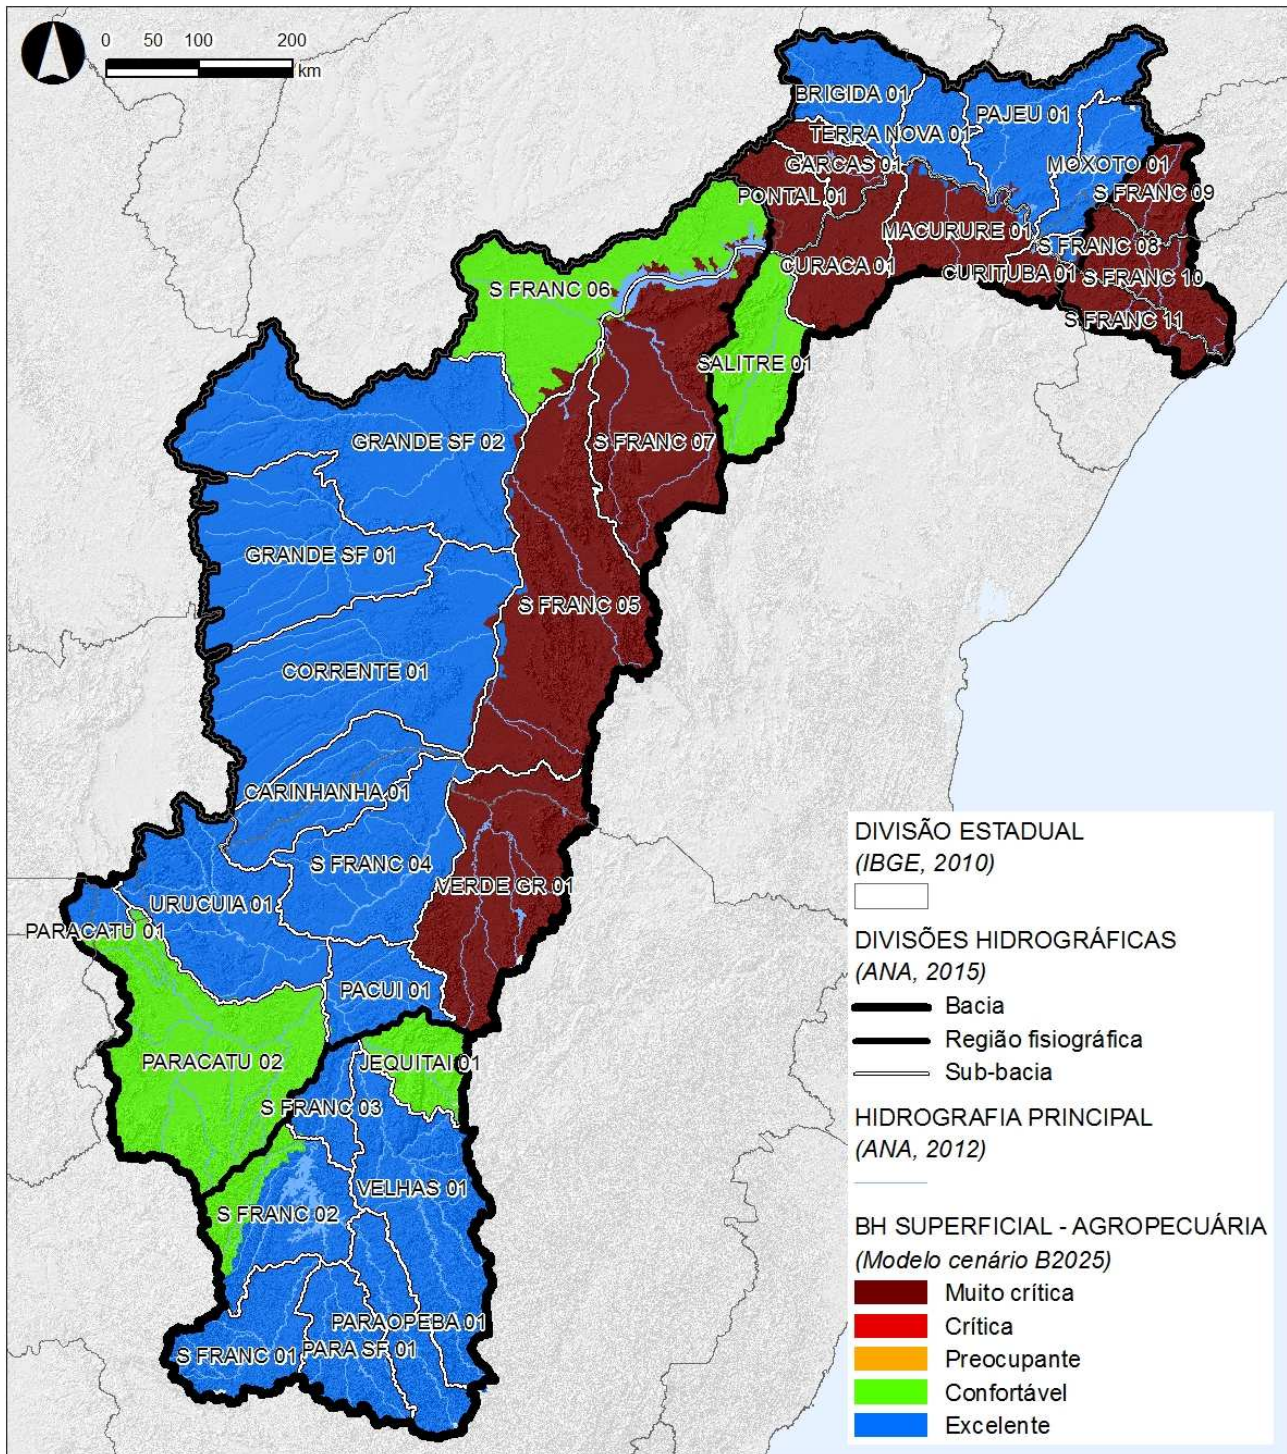 0 50 100 200
km
BRIGIDA 01
PAJEU 01
TERRA NOVA 01
GARCAS 01
MOXOTO 01
PONTAL 01
S FRANC 09
MACURURE 01
S FRANC 08
CURACA 01
CURITUBA 01
S FRANC 10
S FRANC 06
S FRANC 11
SALITRE 01
GRANDE SF 02
S FRANC 07
GRANDE SF 01
S FRANC 05
CORRENTE 01
CARINHANHA 01
S FRANC 04
VERDE GR 01
URUCUIA 01
PARACATU 01
PACUI 01
PARACATU 02
JEQUITAI 01
S FRANC 03
VELHAS 01
S FRANC 02
PARAOPEBA 01
PARA SF 01
S FRANC 01
DIVISÃO ESTADUAL
(IBGE, 2010)
DIVISÕES HIDROGRÁFICAS
(ANA, 2015)
Bacia
Região fisiográfica
Sub-bacia
HIDROGRAFIA PRINCIPAL
(ANA, 2012)
BH SUPERFICIAL - AGROPECUÁRIA
(Modelo cenário B2025)
Muito crítica
Crítica
Preocupante
Confortável
Excelente